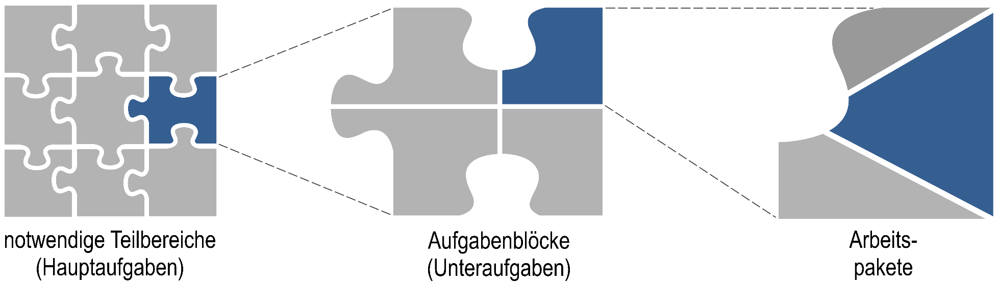 notwendige Teilbereiche
(Hauptaufgaben)
Aufgabenblöcke
(Unteraufgaben)
Arbeits-
pakete